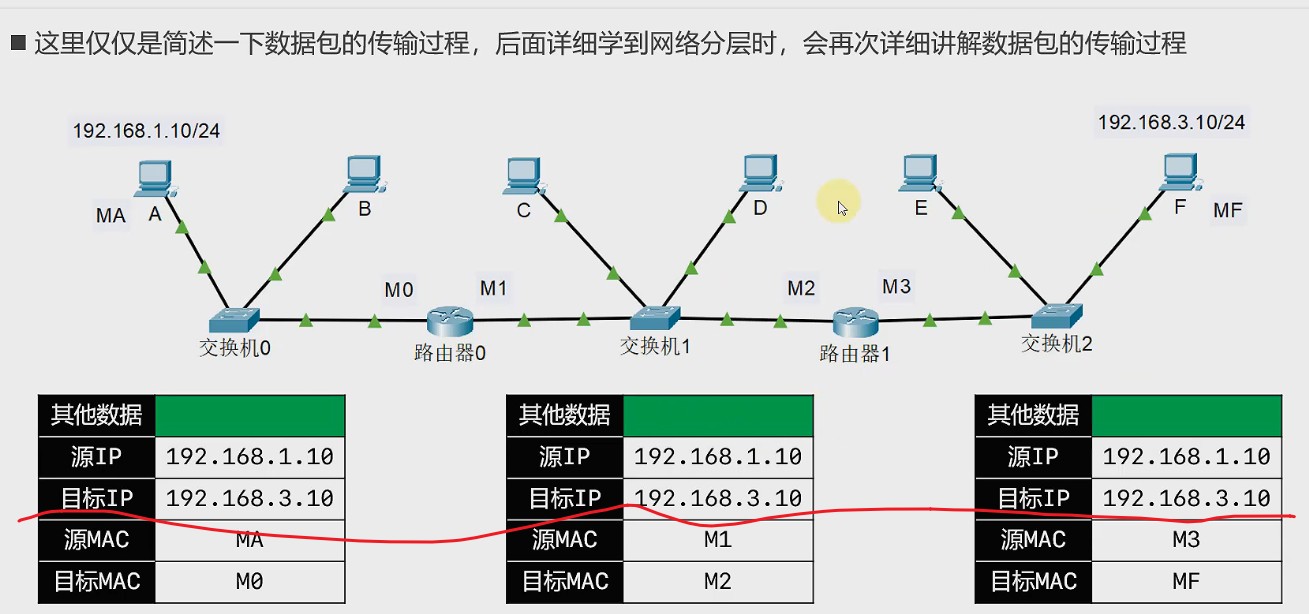 ■ 这里仅仅是简述一下数据包的传输过程，后面详细学到网络分层时，会再次详细讲解数据包的传输过程
192.168.1.10/24
192.168.3.10/24
MA A B C D E F MF
M0 M1 M2 M3
交换机0 路由器0 交换机1 路由器1 交换机2
其他数据
源IP 192.168.1.10
目标IP 192.168.3.10
源MAC MA
目标MAC M0
其他数据
源IP 192.168.1.10
目标IP 192.168.3.10
源MAC M1
目标MAC M2
其他数据
源IP 192.168.1.10
目标IP 192.168.3.10
源MAC M3
目标MAC MF